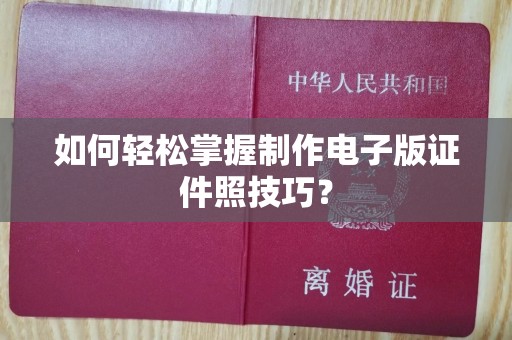 中华人民共和国
如何轻松掌握制作电子版证
件照技巧？
离婚证